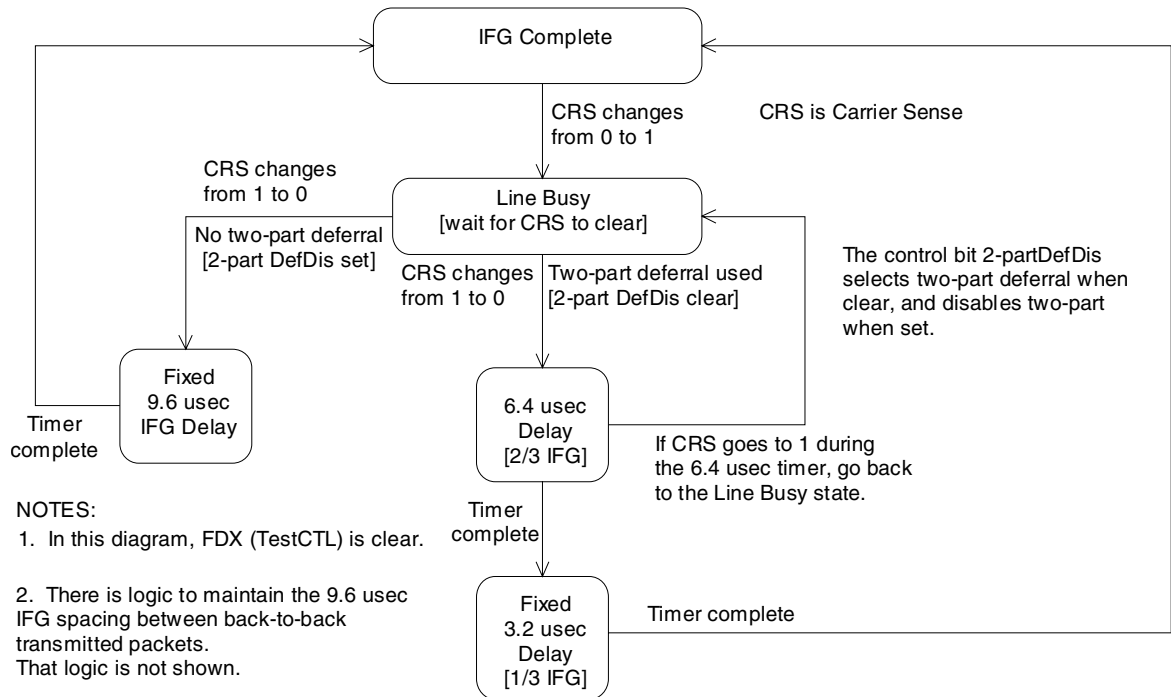 IFG Complete
CRS changes
from 0 to 1
CRS is Carrier Sense
CRS changes
from 1 to 0
Line Busy
[wait for CRS to clear]
No two-part deferral
[2-part DefDis set]
CRS changes
from 1 to 0
Two-part deferral used
[2-part DefDis clear]
The control bit 2-partDefDis
selects two-part deferral when
clear, and disables two-part
when set.
Fixed
9.6 usec
IFG Delay
Timer
complete
6.4 usec
Delay
[2/3 IFG]
If CRS goes to 1 during
the 6.4 usec timer, go back
to the Line Busy state.
Timer
complete
NOTES:
1. In this diagram, FDX (TestCTL) is clear.
2. There is logic to maintain the 9.6 usec
IFG spacing between back-to-back
transmitted packets.
That logic is not shown.
Fixed
3.2 usec
Delay
[1/3 IFG]
Timer complete